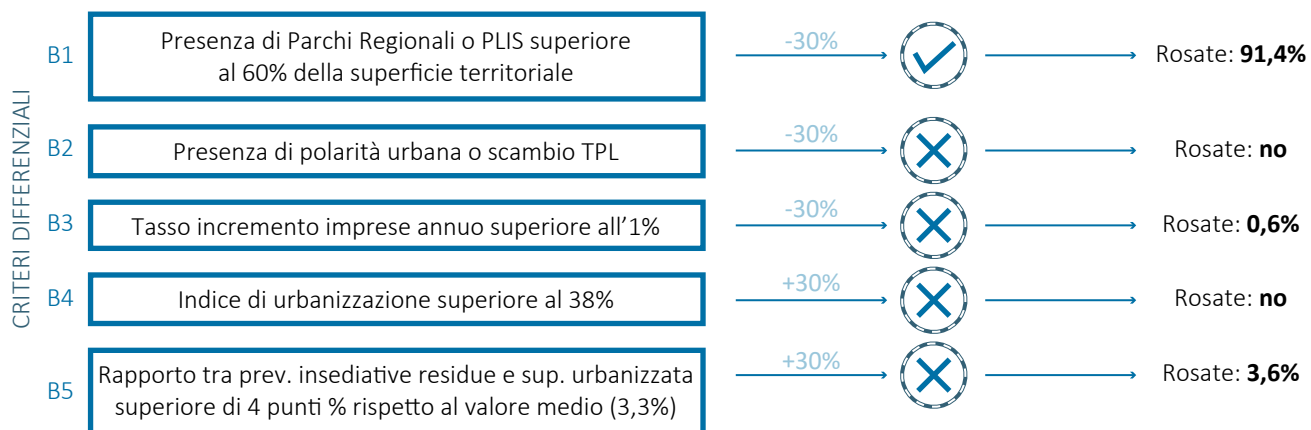 CRITERI DIFFERENZIALI
B1
Presenza di Parchi Regionali o PLIS superiore
al 60% della superficie territoriale
-30%
Rosate: 91,4%
B2
Presenza di polarità urbana o scambio TPL
-30%
Rosate: no
B3
Tasso incremento imprese annuo superiore all’1%
-30%
Rosate: 0,6%
B4
Indice di urbanizzazione superiore al 38%
+30%
Rosate: no
B5
Rapporto tra prev. insediative residue e sup. urbanizzata
superiore di 4 punti % rispetto al valore medio (3,3%)
+30%
Rosate: 3,6%